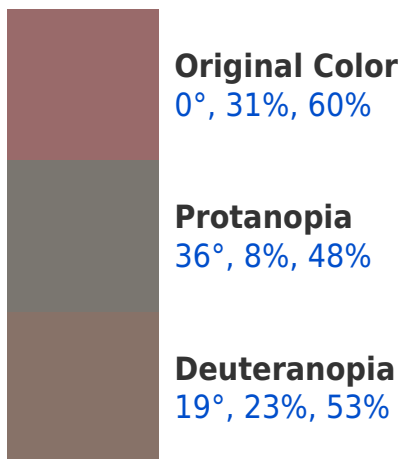 Original Color
0°, 31%, 60%
Protanopia
36°, 8%, 48%
Deuteranopia
19°, 23%, 53%